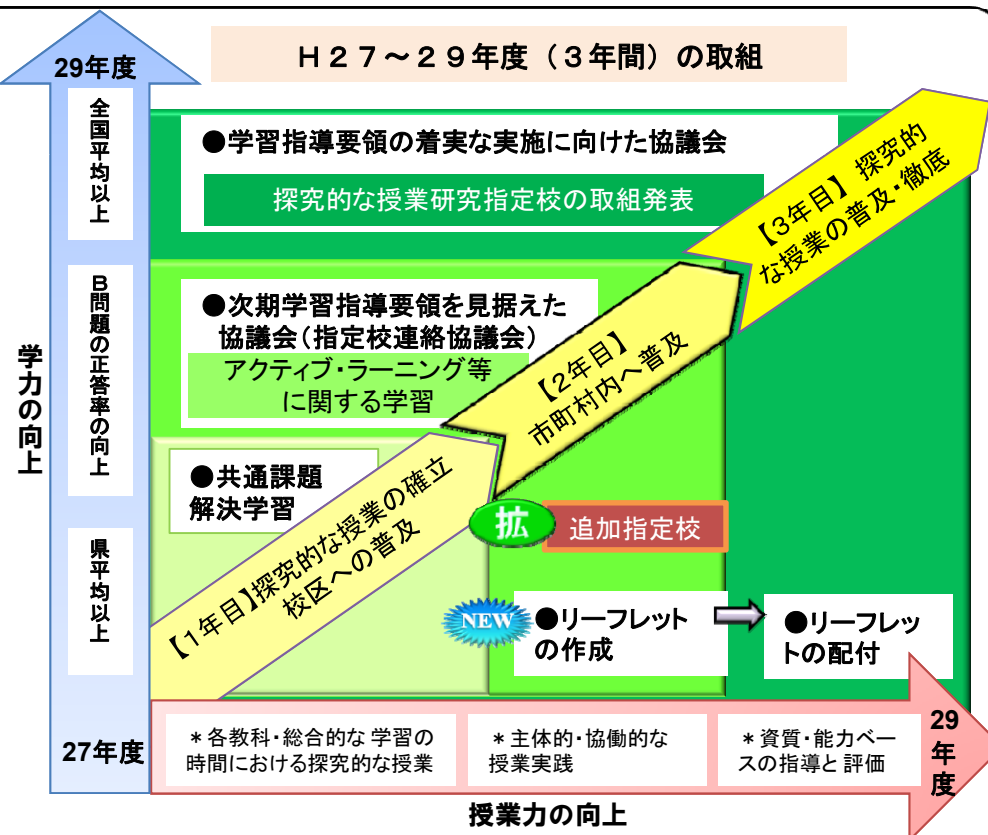 H27～29年度（3年間）の取組
29年度
全国平均以上
B問題の正答率の向上
県平均以上
27年度
学力の向上
●学習指導要領の着実な実施に向けた協議会
探究的な授業研究指定校の取組発表
【3年目】探究的
な授業の普及・徹底
●次期学習指導要領を見据えた
協議会（指定校連絡協議会）
アクティブ・ラーニング等
に関する学習
【2年目】
市町村内へ普及
●共通課題
解決学習
【1年目】探究的な授業の確立
校区への普及
拡
追加指定校
NEW
●リーフレット
の作成
●リーフレッ
トの配付
＊各教科・総合的な学習の
時間における探究的な授業
＊主体的・協働的な
授業実践
＊資質・能力ベー
スの指導と評価
29年度
授業力の向上